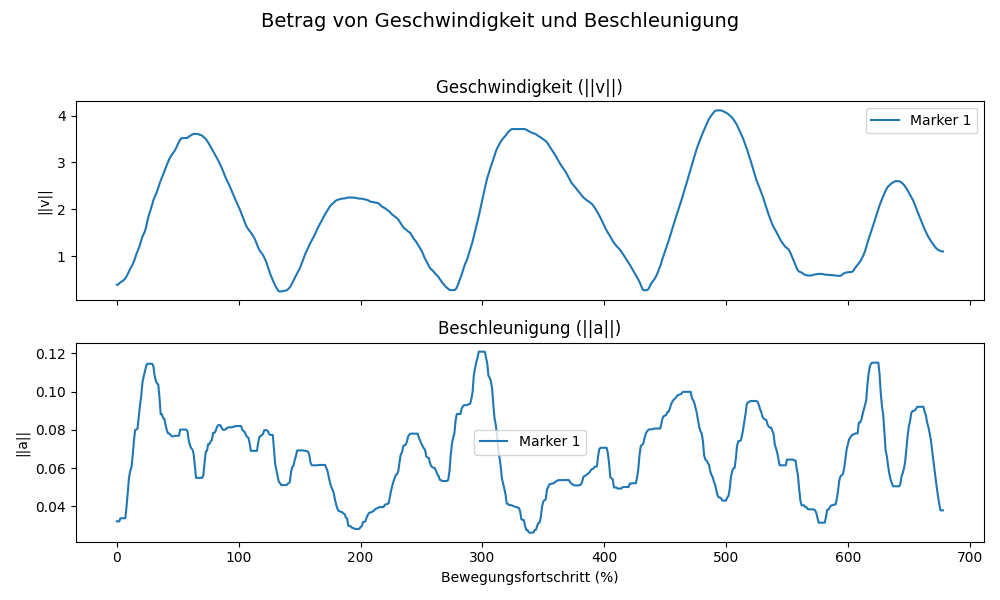 Betrag von Geschwindigkeit und Beschleunigung
Geschwindigkeit (||v||)
4
3
2
1
||v||
Marker 1
Beschleunigung (||a||)
0.12
0.10
0.08
0.06
0.04
||a||
Marker 1
0 100 200 300 400 500 600 700
Bewegungsfortschritt (%)